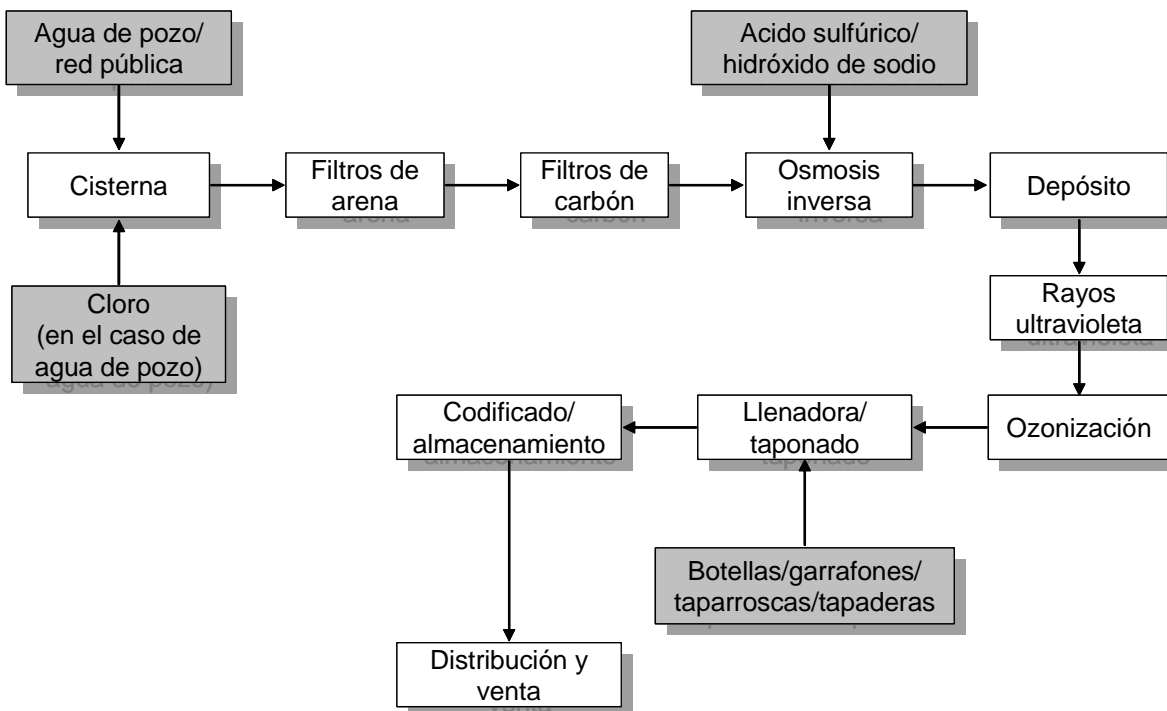 Agua de pozo/
red pública
Acido sulfúrico/
hidróxido de sodio
Cisterna
Filtros de
arena
Filtros de
carbón
Osmosis
inversa
Depósito
Cloro
(en el caso de
agua de pozo)
Rayos
ultravioleta
Codificado/
almacenamiento
Llenadora/
taponado
Ozonización
Botellas/garrafones/
taparroscas/tapaderas
Distribución y
venta